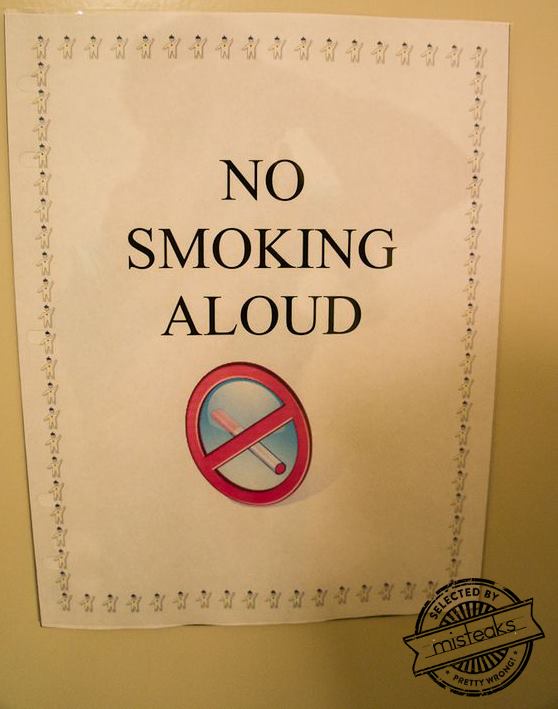 NO
SMOKING
ALOUD
SELECTED BY
misteaks
PRETTY WRONG!